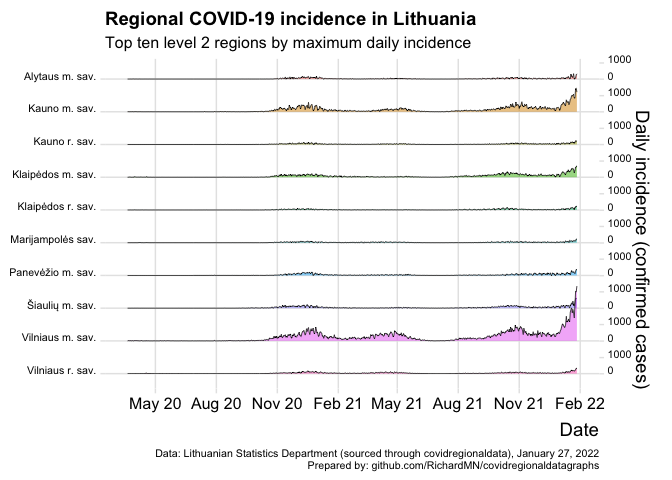 Regional COVID-19 incidence in Lithuania
Top ten level 2 regions by maximum daily incidence
Alytaus m. sav.
1000
0
Kauno m. sav.
1000
0
Kauno r. sav.
1000
0
Klaipėdos m. sav.
1000
0
Klaipėdos r. sav.
1000
0
Marijampolės sav.
1000
0
Panevėžio m. sav.
1000
0
Šiaulių m. sav.
1000
0
Vilniaus m. sav.
1000
0
Vilniaus r. sav.
1000
0
Daily incidence (confirmed cases)
May 20 Aug 20 Nov 20 Feb 21 May 21 Aug 21 Nov 21 Feb 22
Date
Data: Lithuanian Statistics Department (sourced through covidregionaldata), January 27, 2022
Prepared by: github.com/RichardMN/covidregionaldatagraphs